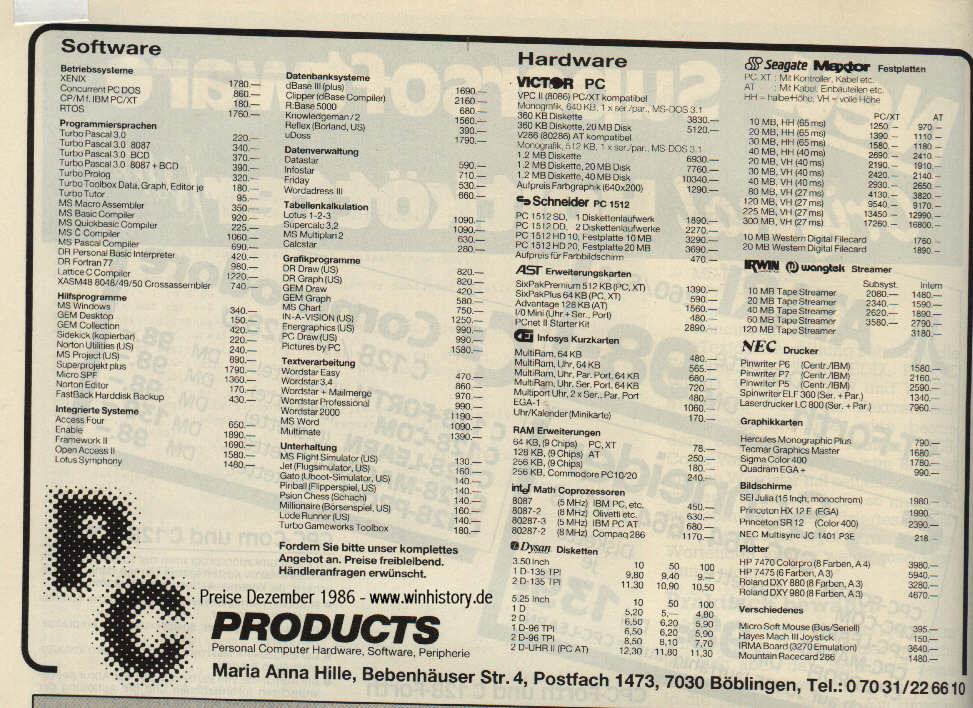 Software
Betriebssysteme
XENIX 1780.—
Concurrent PC DOS 860.—
CP/M f. IBM PC/XT 180.—
RTOS 1760.—
Programmiersprachen
Turbo Pascal 3.0 220.—
Turbo Pascal 3.0 8087 340.—
Turbo Pascal 3.0 BCD 370.—
Turbo Pascal 3.0 8087 + BCD 390.—
Turbo Prolog 320.—
Turbo Toolbox Data, Graph, Editor je 180.—
Turbo Tutor 95.—
MS Macro Assembler 350.—
MS Basic Compiler 920.—
MS Quickbasic Compiler 225.—
MS C Compiler 1060.—
MS Pascal Compiler 690.—
DR Personal Basic Interpreter 420.—
DR Fortran 77 980.—
Lattice C Compiler 1220.—
XASM48 8048/49/50 Crossassembler 740.—
Hilfsprogramme
MS Windows 340.—
GEM Desktop 150.—
GEM Collection 420.—
Sidekick (kopierbar) 220.—
Norton Utilities (US) 240.—
MS Project (US) 890.—
Superprojekt plus 1790.—
Micro SPF 1360.—
Norton Editor 170.—
FastBack Harddisk Backup 430.—
Integrierte Systeme
Access Four 650.—
Enable 1890.—
Framework II 1690.—
Open Access II 1580.—
Lotus Symphony 1480.—
Datenbanksysteme
dBase III (plus) 1690.—
Clipper (dBase Compiler) 2160.—
R:Base 5000 680.—
Knowledgeman / 2 1560.—
Reflex (Borland, US) 390.—
uDoss 1790.—
Datenverwaltung
Datastar 590.—
Infostar 710.—
Friday 530.—
Wordadress III 660.—
Tabellenkalkulation
Lotus 1-2-3 1090.—
Supercalc 3,2 1090.—
MS Multiplan 2 630.—
Calcstar 280.—
Grafikprogramme
DR Draw (US) 820.—
DR Graph (US) 820.—
GEM Draw 420.—
GEM Graph 580.—
MS Chart 750.—
IN-A-VISION (US) 1250.—
Energraphics (US) 990.—
PC Draw (US) 990.—
Pictures by PC 1580.—
Textverarbeitung
Wordstar Easy 470.—
Wordstar 3,4 860.—
Wordstar + Mailmerge 970.—
Wordstar Professional 990.—
Wordstar 2000 1190.—
MS Word 1090.—
Multimate 1390.—
Unterhaltung
MS Flight Simulator (US) 130.—
Jet (Flugsimulator, US) 160.—
Gato (Uboot-Simulator, US) 140.—
Pinball (Flipperspiel, US) 140.—
Psion Chess (Schach) 140.—
Millionaire (Börsenspiel, US) 160.—
Lode Runner (US) 140.—
Turbo Gameworks Toolbox 180.—
Fordern Sie bitte unser komplettes
Angebot an. Preise freibleibend.
Händleranfragen erwünscht.
Hardware
VICTOR PC
VPC II (8086) PC/XT kompatibel
Monografik, 640 KB, 1 x ser./par., MS-DOS 3.1
360 KB Diskette 3830.—
360 KB Diskette, 20 MB Disk 5120.—
V286 (80286) AT kompatibel
Monografik, 512 KB, 1 x ser./par., MS-DOS 3.1
1.2 MB Diskette 6930.—
1.2 MB Diskette, 20 MB Disk 7760.—
1.2 MB Diskette, 40 MB Disk 10340.—
Aufpreis Farbgraphik (640x200) 1290.—
Schneider PC 1512
PC 1512 SD, 1 Diskettenlaufwerk 1890.—
PC 1512 DD, 2 Diskettenlaufwerke 2270.—
PC 1512 HD 10, Festplatte 10 MB 3290.—
PC 1512 HD 20, Festplatte 20 MB 3690.—
Aufpreis für Farbbildschirm 470.—
AST Erweiterungskarten
SixPakPremium 512 KB (PC, XT) 1390.—
SixPakPlus 64 KB (PC, XT) 590.—
Advantage 128 KB (AT) 1560.—
I/0 Mini (Uhr + Ser., Port) 480.—
PCnet II Starter Kit 2890.—
Infosys Kurzkarten
MultiRam, 64 KB 480.—
MultiRam, Uhr, 64 KB 565.—
MultiRam, Uhr, Par. Port, 64 KB 680.—
MultiRam, Uhr, Ser. Port, 64 KB 720.—
Multiport Uhr, 2 x Ser., Par. Port 480.—
EGA-1 1060.—
Uhr/Kalender (Minikarte) 170.—
RAM Erweiterungen
64 KB, (9 Chips) PC, XT 78.—
128 KB, (9 Chips) AT 250.—
256 KB, (9 Chips) 180.—
256 KB, Commodore PC10/20 240.—
intel Math Coprozessoren
8087 (5 MHz) IBM PC, etc. 450.—
8087-2 (8 MHz) Olivetti etc. 630.—
80287-3 (5 MHz) IBM PC AT 680.—
80287-2 (8 MHz) Compaq 286 1170.—
Dysan Disketten
3.50 Inch 10 50 100
1 D-135 TPI 9,80 9,40 9.—
2 D-135 TPI 11,30 10,90 10,50
5,25 Inch 10 50 100
1 D 5,20 5,— 4,80
2 D 6,50 6,20 5,90
1 D-96 TPI 6,50 6,20 5,90
2 D-96 TPI 8,50 8,10 7,70
2 D-UHR II (PC AT) 12,30 11,80 11,30
Seagate Maxtor Festplatten
PC XT : Mit Kontroller, Kabel etc.
AT : Mit Kabel, Einbauteilen etc.
HH = halbe Höhe, VH = volle Höhe
PC/XT AT
10 MB, HH (65 ms) 1250.— 970.—
20 MB, HH (65 ms) 1390.— 1110.—
30 MB, HH (65 ms) 1580.— 1180.—
40 MB, HH (40 ms) 2690.— 2410.—
20 MB, VH (40 ms) 2190.— 1910.—
30 MB, VH (40 ms) 2420.— 2140.—
40 MB, VH (40 ms) 2930.— 2650.—
80 MB, VH (27 ms) 4130.— 3820.—
120 MB, VH (27 ms) 9540.— 9170.—
225 MB, VH (27 ms) 13450.— 12990.—
300 MB, VH (27 ms) 17260.— 16800.—
10 MB Western Digital Filecard 1760.—
20 MB Western Digital Filecard 1890.—
IRWIN wangtek Streamer
Subsyst. Intern
10 MB Tape Streamer 2080.— 1480.—
20 MB Tape Streamer 2340.— 1590.—
40 MB Tape Streamer 2620.— 1890.—
60 MB Tape Streamer 3580.— 2790.—
120 MB Tape Streamer 3180.—
NEC Drucker
Pinwriter P6 (Centr./IBM) 1580.—
Pinwriter P7 (Centr./IBM) 2160.—
Pinwriter P5 (Centr./IBM) 2590.—
Spinwriter ELF 360 (Ser. + Par.) 1340.—
Laserdrucker LC 800 (Ser. + Par.) 7960.—
Graphikkarten
Hercules Monographic Plus 790.—
Tecmar Graphics Master 1680.—
Sigma Color 400 1780.—
Quadram EGA + 990.—
Bildschirme
SEI Julia (15 Inch, monochrom) 1980.—
Princeton HX 12 E (EGA) 1990.—
Princeton SR 12 (Color 400) 2390.—
NEC Multisync JC 1401 P3E 218.—
Plotter
HP 7470 Colorpro (8 Farben, A 4) 3980.—
HP 7475 (6 Farben, A 3) 5940.—
Roland DXY 880 (8 Farben, A 3) 3280.—
Roland DXY 980 (8 Farben, A 3) 4670.—
Verschiedenes
Micro Soft Mouse (Bus/Seriell) 395.—
Hayes Mach III Joystick 150.—
IRMA Board (3270 Emulation) 3640.—
Mountain Racecard 286 1480.—
PC
Preise Dezember 1986 - www.winhistory.de
PRODUCTS
Personal Computer Hardware, Software, Peripherie
Maria Anna Hille, Bebenhäuser Str. 4, Postfach 1473, 7030 Böblingen, Tel.: 0 70 31/22 66 10